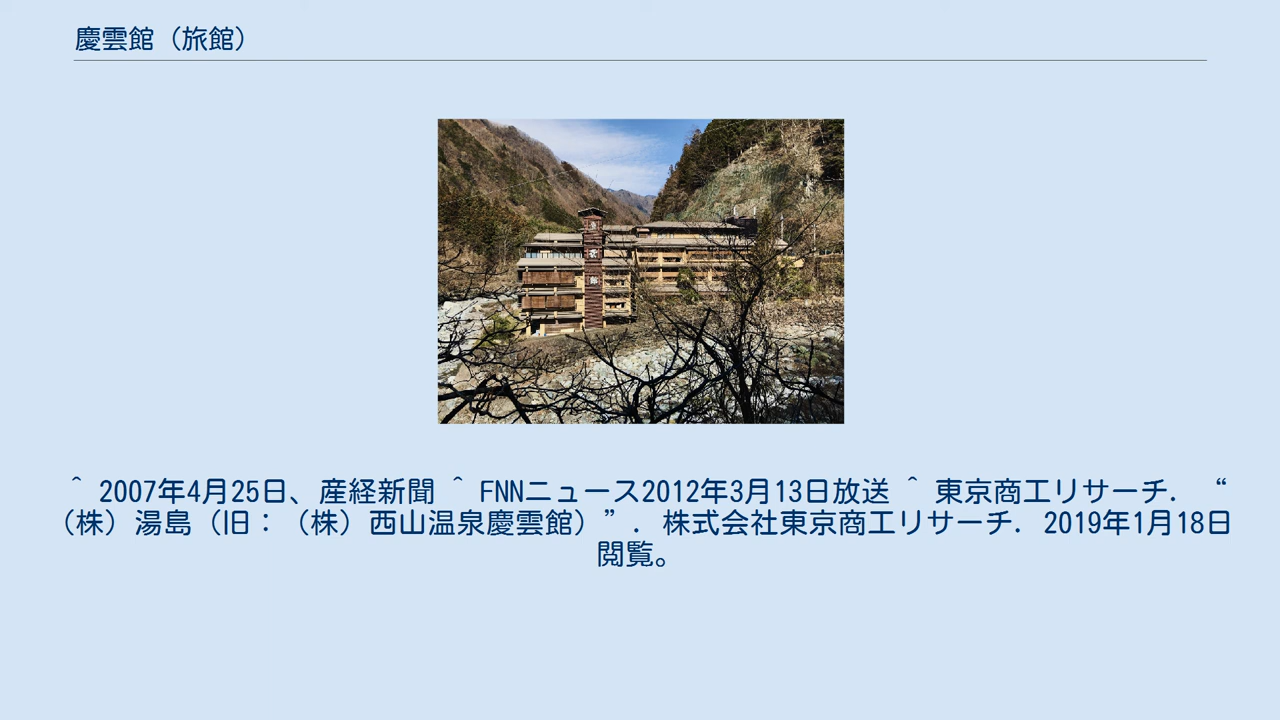 慶雲館（旅館）
慶雲館
^ 2007年4月25日、産経新聞 ^ FNNニュース2012年3月13日放送 ^ 東京商工リサーチ. “
（株）湯島（旧：（株）西山温泉慶雲館）”. 株式会社東京商工リサーチ. 2019年1月18日
閲覧。